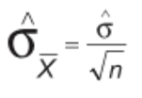 σ̂_X̅ = σ̂ / √n